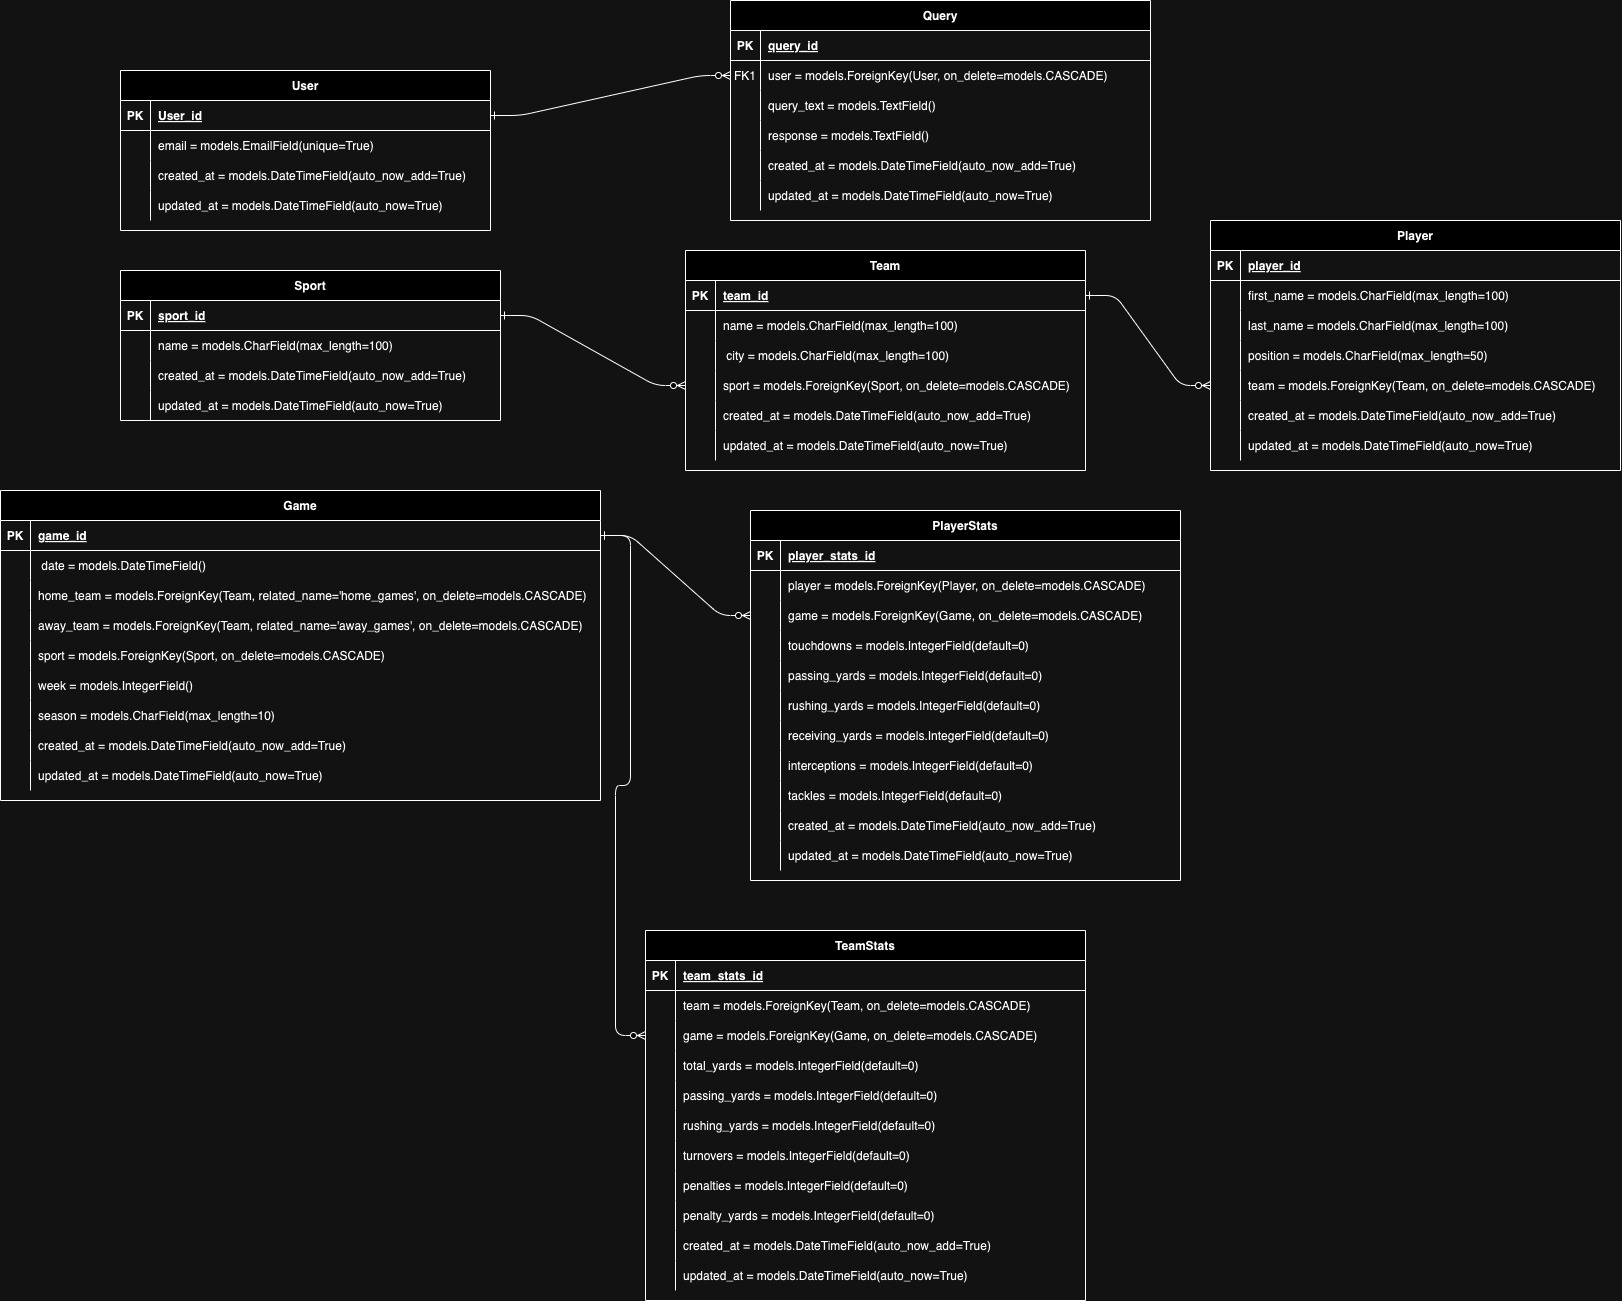 Query
PK query_id
FK1 user = models.ForeignKey(User, on_delete=models.CASCADE)
query_text = models.TextField()
response = models.TextField()
created_at = models.DateTimeField(auto_now_add=True)
updated_at = models.DateTimeField(auto_now=True)
User
PK User_id
email = models.EmailField(unique=True)
created_at = models.DateTimeField(auto_now_add=True)
updated_at = models.DateTimeField(auto_now=True)
Sport
PK sport_id
name = models.CharField(max_length=100)
created_at = models.DateTimeField(auto_now_add=True)
updated_at = models.DateTimeField(auto_now=True)
Team
PK team_id
name = models.CharField(max_length=100)
city = models.CharField(max_length=100)
sport = models.ForeignKey(Sport, on_delete=models.CASCADE)
created_at = models.DateTimeField(auto_now_add=True)
updated_at = models.DateTimeField(auto_now=True)
Player
PK player_id
first_name = models.CharField(max_length=100)
last_name = models.CharField(max_length=100)
position = models.CharField(max_length=50)
team = models.ForeignKey(Team, on_delete=models.CASCADE)
created_at = models.DateTimeField(auto_now_add=True)
updated_at = models.DateTimeField(auto_now=True)
Game
PK game_id
date = models.DateTimeField()
home_team = models.ForeignKey(Team, related_name='home_games', on_delete=models.CASCADE)
away_team = models.ForeignKey(Team, related_name='away_games', on_delete=models.CASCADE)
sport = models.ForeignKey(Sport, on_delete=models.CASCADE)
week = models.IntegerField()
season = models.CharField(max_length=10)
created_at = models.DateTimeField(auto_now_add=True)
updated_at = models.DateTimeField(auto_now=True)
PlayerStats
PK player_stats_id
player = models.ForeignKey(Player, on_delete=models.CASCADE)
game = models.ForeignKey(Game, on_delete=models.CASCADE)
touchdowns = models.IntegerField(default=0)
passing_yards = models.IntegerField(default=0)
rushing_yards = models.IntegerField(default=0)
receiving_yards = models.IntegerField(default=0)
interceptions = models.IntegerField(default=0)
tackles = models.IntegerField(default=0)
created_at = models.DateTimeField(auto_now_add=True)
updated_at = models.DateTimeField(auto_now=True)
TeamStats
PK team_stats_id
team = models.ForeignKey(Team, on_delete=models.CASCADE)
game = models.ForeignKey(Game, on_delete=models.CASCADE)
total_yards = models.IntegerField(default=0)
passing_yards = models.IntegerField(default=0)
rushing_yards = models.IntegerField(default=0)
turnovers = models.IntegerField(default=0)
penalties = models.IntegerField(default=0)
penalty_yards = models.IntegerField(default=0)
created_at = models.DateTimeField(auto_now_add=True)
updated_at = models.DateTimeField(auto_now=True)